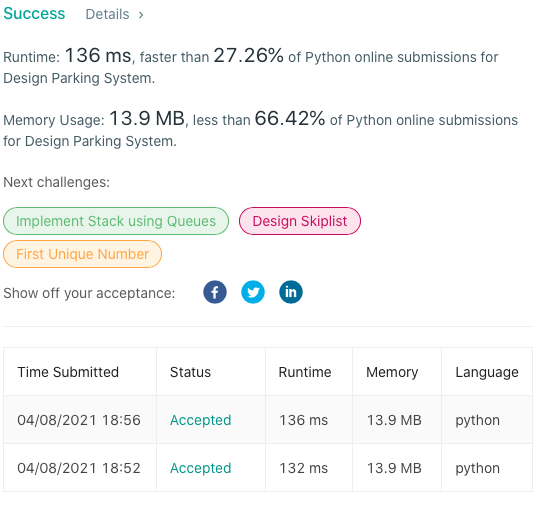 Success Details ›
Runtime: 136 ms, faster than 27.26% of Python online submissions for
Design Parking System.
Memory Usage: 13.9 MB, less than 66.42% of Python online submissions
for Design Parking System.
Next challenges:
Implement Stack using Queues Design Skiplist
First Unique Number
Show off your acceptance: f in
Time Submitted Status Runtime Memory Language
04/08/2021 18:56 Accepted 136 ms 13.9 MB python
04/08/2021 18:52 Accepted 132 ms 13.9 MB python